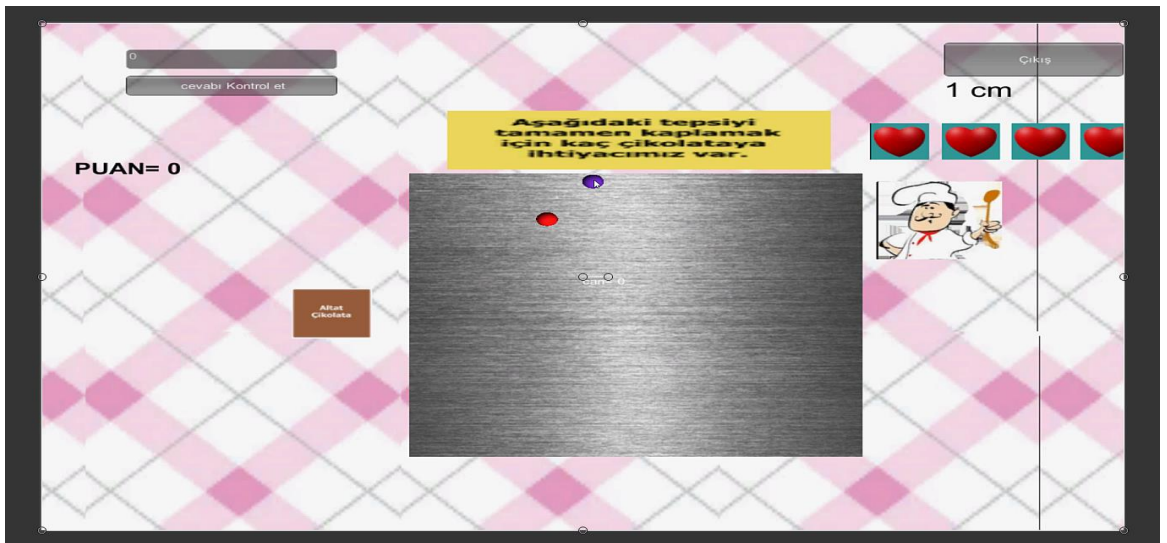 0
cevabı Kontrol et
Çıkış
1 cm
Aşağıdaki tepsiyi
tamamen kaplamak
için kaç çikolataya
ihtiyacımız var.
PUAN= 0
Altat
Çikolata